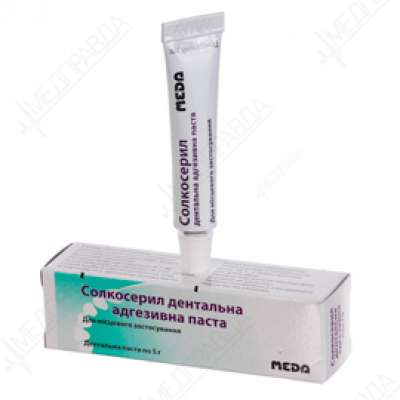 MEDA
Солкосерил
дентальна адгезивна паста
Для місцевого застосування
Солкосерил дентальна
адгезивна паста
Для місцевого застосування
Дентальна паста по 5 г
MEDA
МЕДПРАВДА